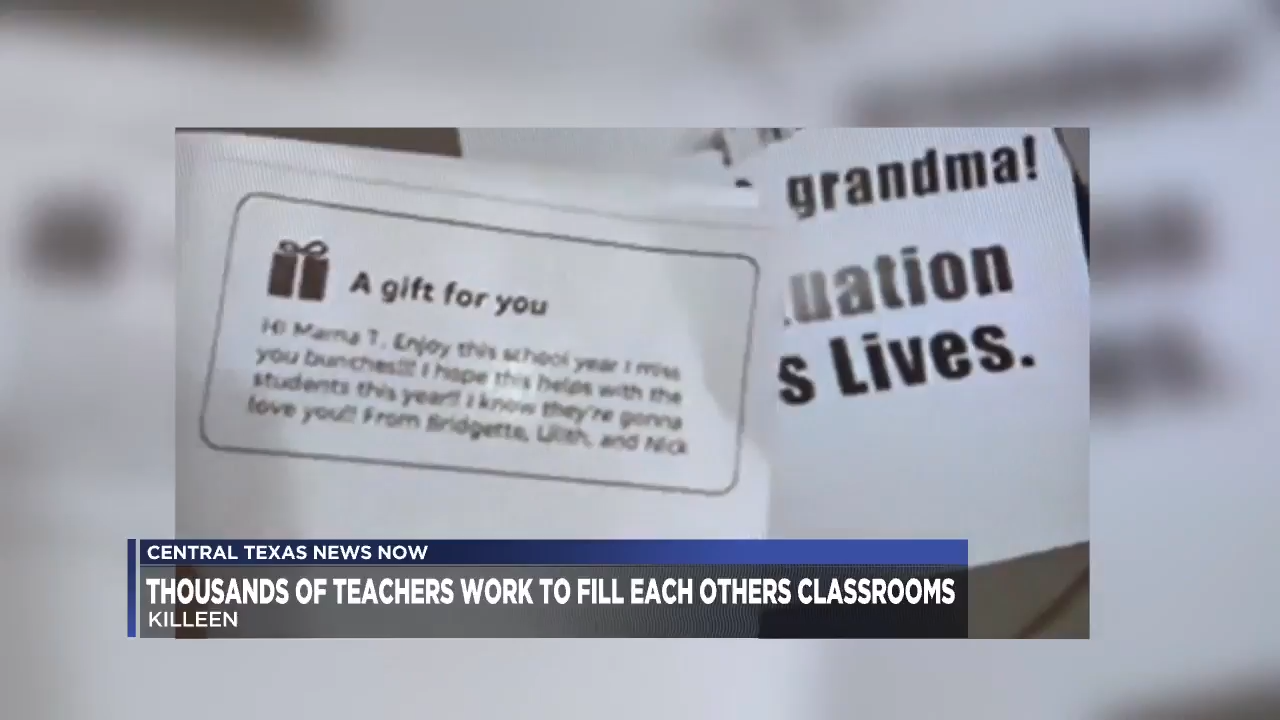 grandma!
uation
s Lives.
A gift for you
Hi Mama T. Enjoy this school year I miss
you bunches!!! I hope this helps with the
students this year!! I know they're gonna
love you!! From Bridgette, Lilith, and Nick
CENTRAL TEXAS NEWS NOW
THOUSANDS OF TEACHERS WORK TO FILL EACH OTHERS CLASSROOMS
KILLEEN